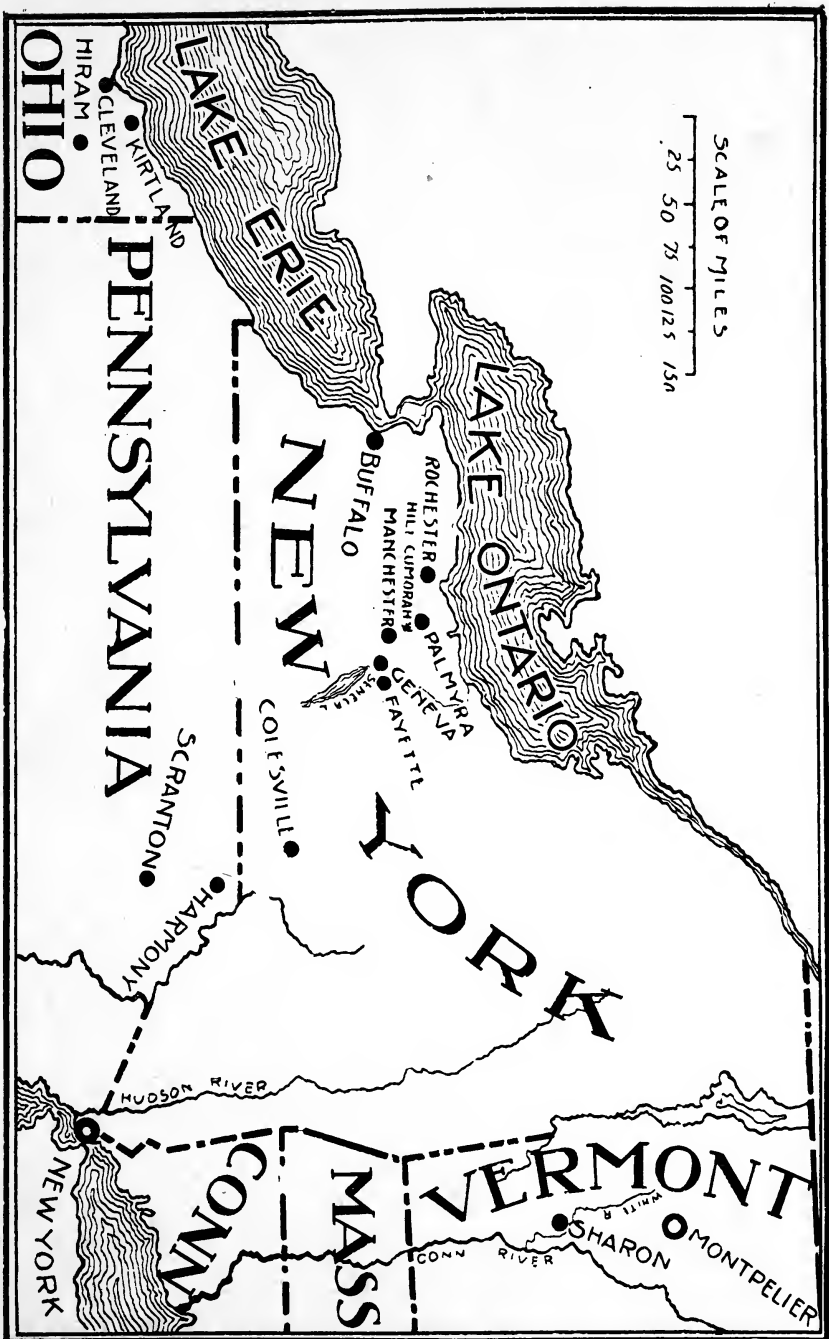 SCALE OF MILES
25 50 75 100 125 150
LAKE ONTARIO
LAKE ERIE
VERMONT
MONTPELIER
WHITE R
SHARON
CONN RIVER
NEW YORK
ROCHESTER
PALMYRA
HILL CUMORAH
MANCHESTER
GENEVA
FAYETTE
SENECA L
BUFFALO
COLESVILLE
MASS
CONN
HUDSON RIVER
HARMONY
SCRANTON
PENNSYLVANIA
KIRTLAND
CLEVELAND
HIRAM
OHIO
NEW YORK